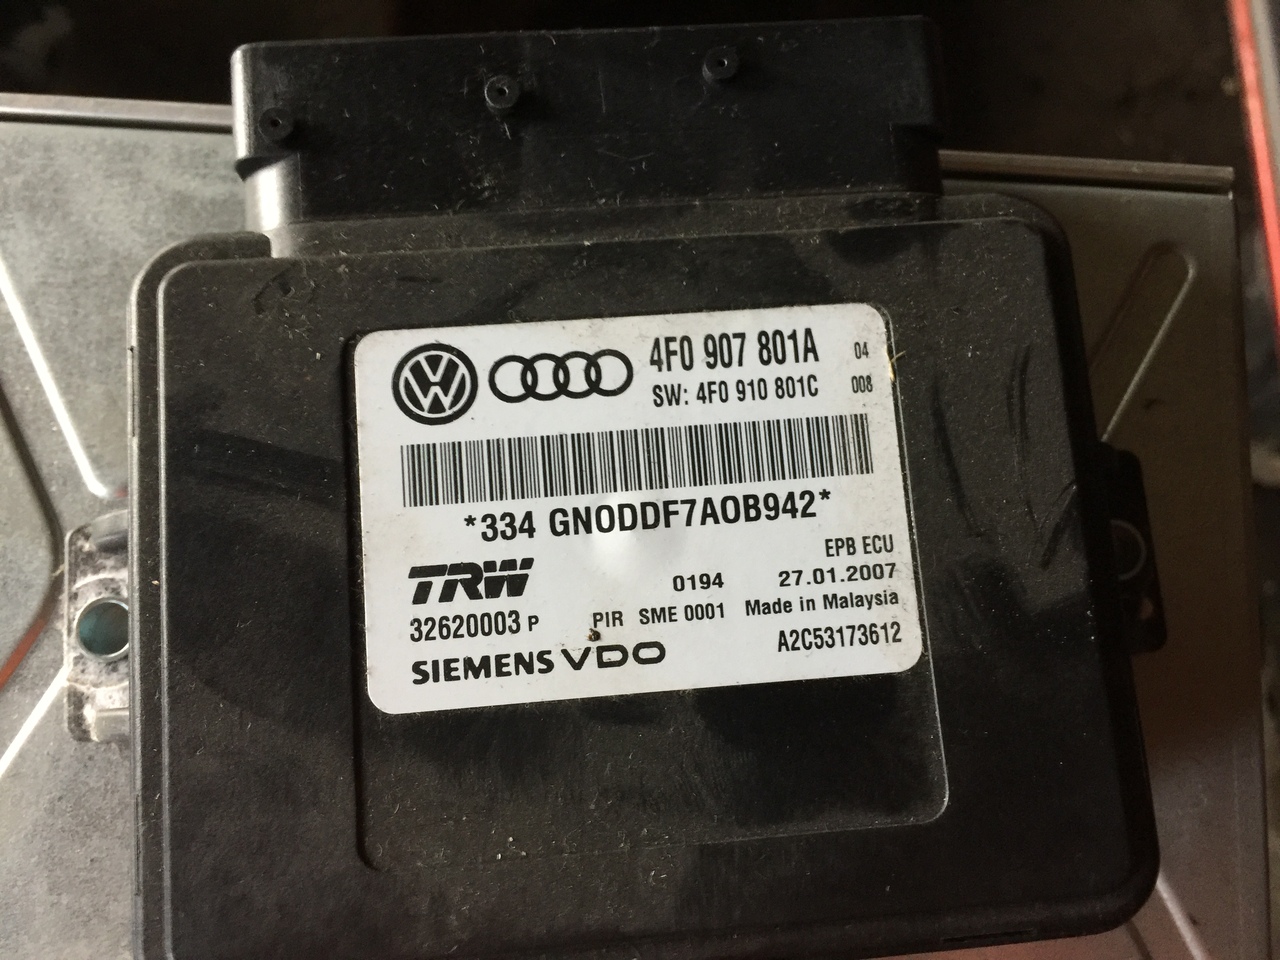 4F0 907 801A 04
SW: 4F0 910 801C 008
*334 GNODDF7AOB942*
EPB ECU
TRW 0194 27.01.2007
32620003 P PIR SME 0001 Made in Malaysia
SIEMENS VDO A2C53173612